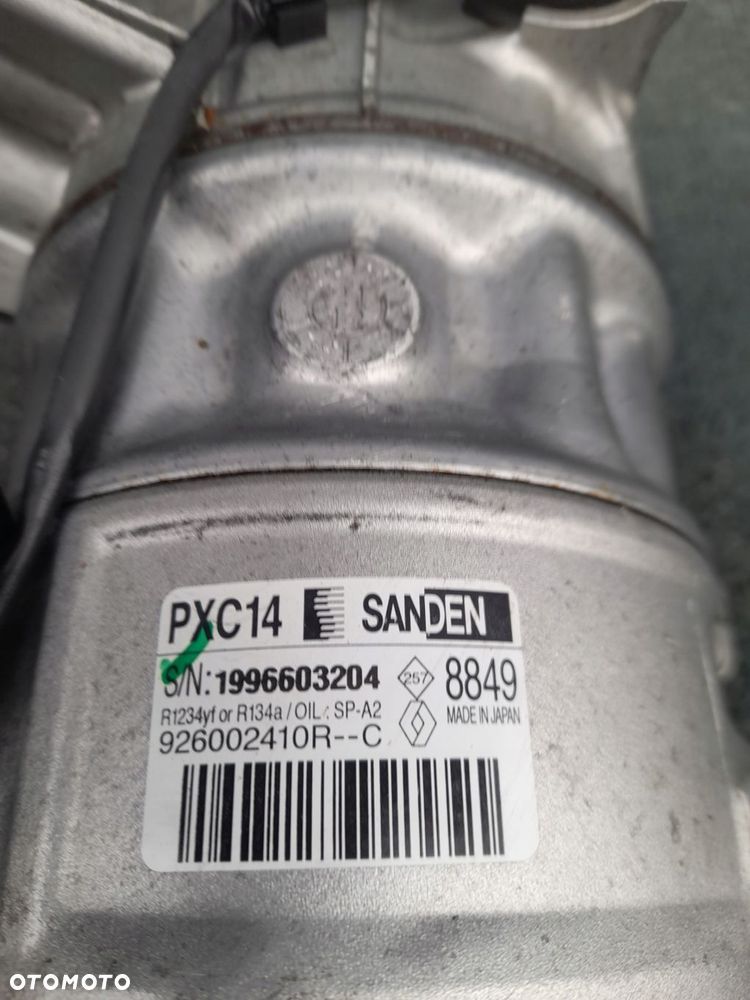 PXC14 SANDEN
S/N: 1996603204 257 8849
R1234yf or R134a / OIL : SP-A2 MADE IN JAPAN
926002410R--C
OTOMOTO